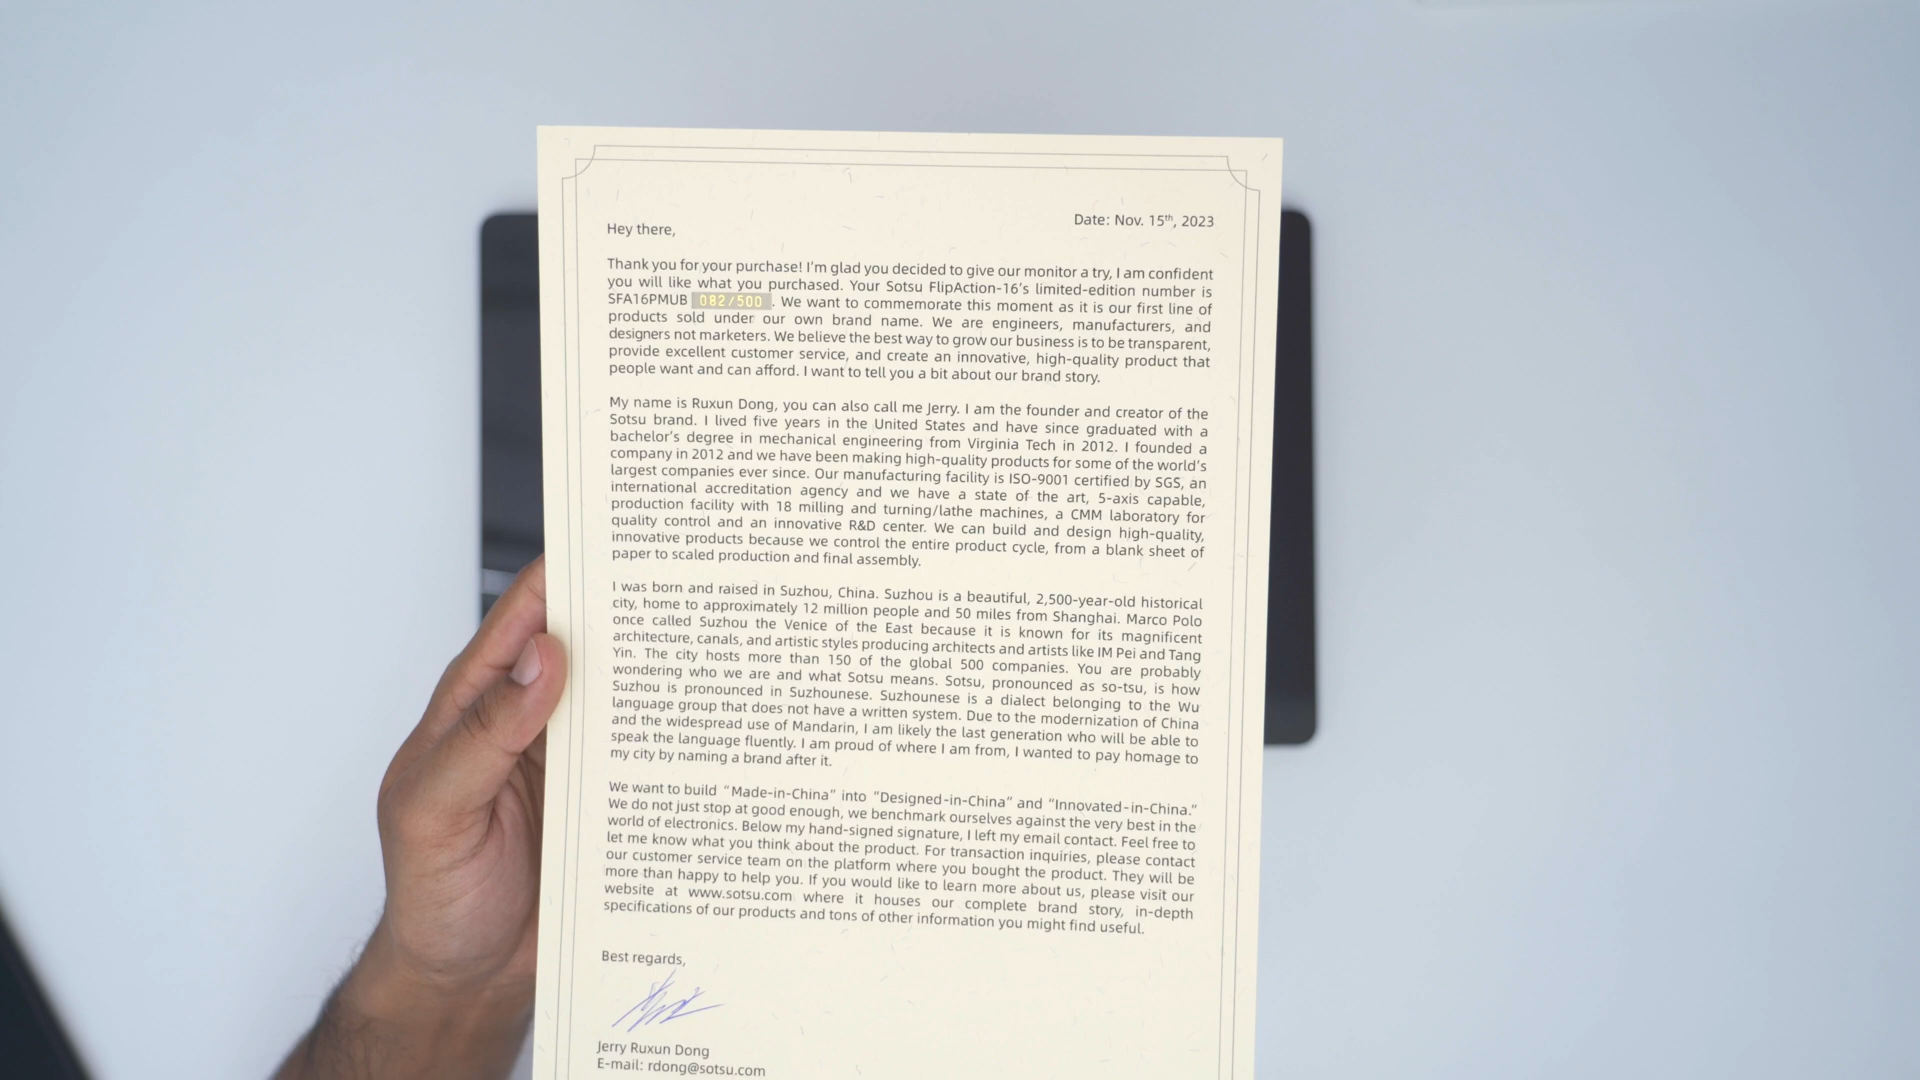 Date: Nov. 15th, 2023
Hey there,
Thank you for your purchase! I'm glad you decided to give our monitor a try, I am confident
you will like what you purchased. Your Sotsu FlipAction-16's limited-edition number is
SFA16PMUB 082/500. We want to commemorate this moment as it is our first line of
products sold under our own brand name. We are engineers, manufacturers, and
designers not marketers. We believe the best way to grow our business is to be transparent,
provide excellent customer service, and create an innovative, high-quality product that
people want and can afford. I want to tell you a bit about our brand story.
My name is Ruxun Dong, you can also call me Jerry. I am the founder and creator of the
Sotsu brand. I lived five years in the United States and have since graduated with a
bachelor's degree in mechanical engineering from Virginia Tech in 2012. I founded a
company in 2012 and we have been making high-quality products for some of the world's
largest companies ever since. Our manufacturing facility is ISO-9001 certified by SGS, an
international accreditation agency and we have a state of the art, 5-axis capable,
production facility with 18 milling and turning/lathe machines, a CMM laboratory for
quality control and an innovative R&D center. We can build and design high-quality,
innovative products because we control the entire product cycle, from a blank sheet of
paper to scaled production and final assembly.
I was born and raised in Suzhou, China. Suzhou is a beautiful, 2,500-year-old historical
city, home to approximately 12 million people and 50 miles from Shanghai. Marco Polo
once called Suzhou the Venice of the East because it is known for its magnificent
architecture, canals, and artistic styles producing architects and artists like IM Pei and Tang
Yin. The city hosts more than 150 of the global 500 companies. You are probably
wondering who we are and what Sotsu means. Sotsu, pronounced as so-tsu, is how
Suzhou is pronounced in Suzhounese. Suzhounese is a dialect belonging to the Wu
language group that does not have a written system. Due to the modernization of China
and the widespread use of Mandarin, I am likely the last generation who will be able to
speak the language fluently. I am proud of where I am from, I wanted to pay homage to
my city by naming a brand after it.
We want to build “Made-in-China” into “Designed-in-China” and “Innovated-in-China.”
We do not just stop at good enough, we benchmark ourselves against the very best in the
world of electronics. Below my hand-signed signature, I left my email contact. Feel free to
let me know what you think about the product. For transaction inquiries, please contact
our customer service team on the platform where you bought the product. They will be
more than happy to help you. If you would like to learn more about us, please visit our
website at www.sotsu.com where it houses our complete brand story, in-depth
specifications of our products and tons of other information you might find useful.
Best regards,
Jerry Ruxun Dong
E-mail: rdong@sotsu.com